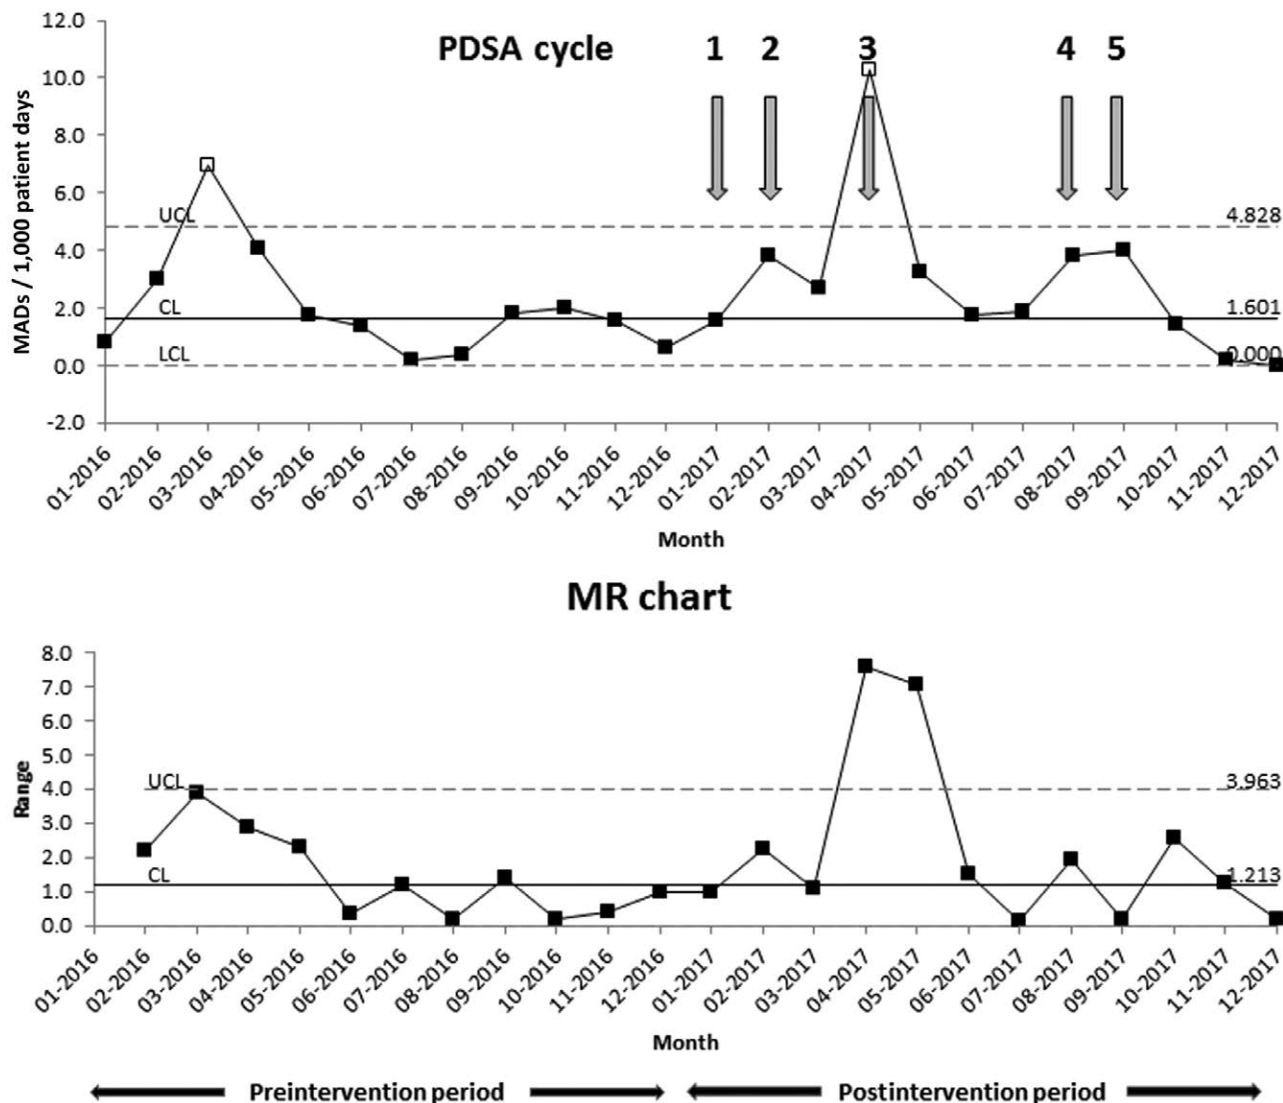 PDSA cycle 1 2 3 4 5
MADs / 1,000 patient days
12.0
10.0
8.0
6.0
4.0
2.0
0.0
-2.0
UCL 4.828
CL 1.601
LCL 0.000
01-2016 02-2016 03-2016 04-2016 05-2016 06-2016 07-2016 08-2016 09-2016 10-2016 11-2016 12-2016 01-2017 02-2017 03-2017 04-2017 05-2017 06-2017 07-2017 08-2017 09-2017 10-2017 11-2017 12-2017
Month
MR chart
Range
8.0
7.0
6.0
5.0
4.0
3.0
2.0
1.0
0.0
UCL 3.963
CL 1.213
01-2016 02-2016 03-2016 04-2016 05-2016 06-2016 07-2016 08-2016 09-2016 10-2016 11-2016 12-2016 01-2017 02-2017 03-2017 04-2017 05-2017 06-2017 07-2017 08-2017 09-2017 10-2017 11-2017 12-2017
Month
Preintervention period Postintervention period